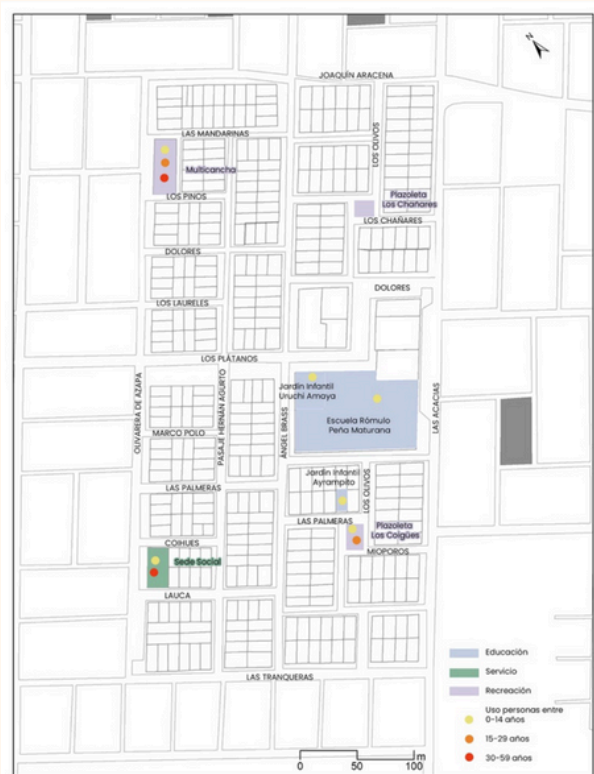 N
JOAQUÍN ARACENA
LAS MANDARINAS
LOS OLIVOS
Multicancha
LOS PINOS
Plazoleta
Los Chañares
LOS CHAÑARES
DOLORES
DOLORES
LOS LAURELES
LOS PLÁTANOS
OLIVARERA DE AZAPA
PASAJE HERNÁN AGURTO
ÁNGEL BRASS
LAS ACACIAS
Jardín Infantil
Uruchi Amaya
Escuela Rómulo
Peña Maturana
MARCO POLO
Jardín Infantil
Ayrampito
LOS OLIVOS
LAS PALMERAS
LAS PALMERAS
Plazoleta
Los Coigües
COIHUES
MIOPOROS
Sede Social
LAUCA
LAS TRANQUERAS
Educación
Servicio
Recreación
Uso personas entre
0-14 años
15-29 años
30-59 años
0 50 100 m